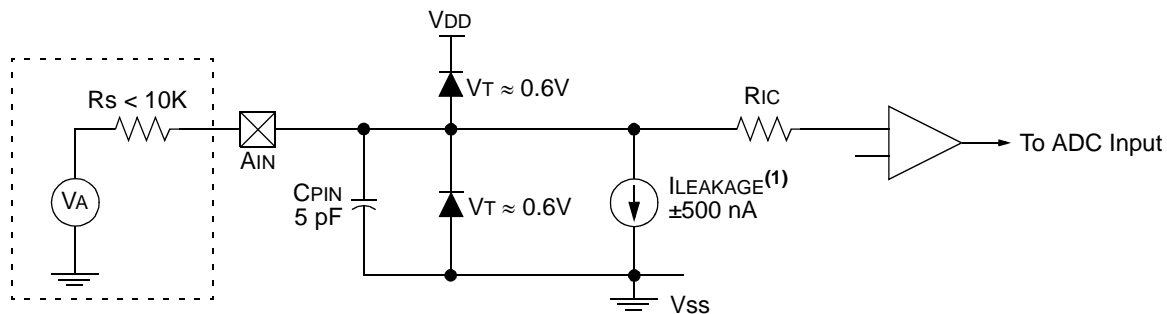 VDD
VT ≈ 0.6V
Rs < 10K
RIC
AIN
To ADC Input
CPIN
5 pF
VA
VT ≈ 0.6V
ILEAKAGE(1)
±500 nA
Vss